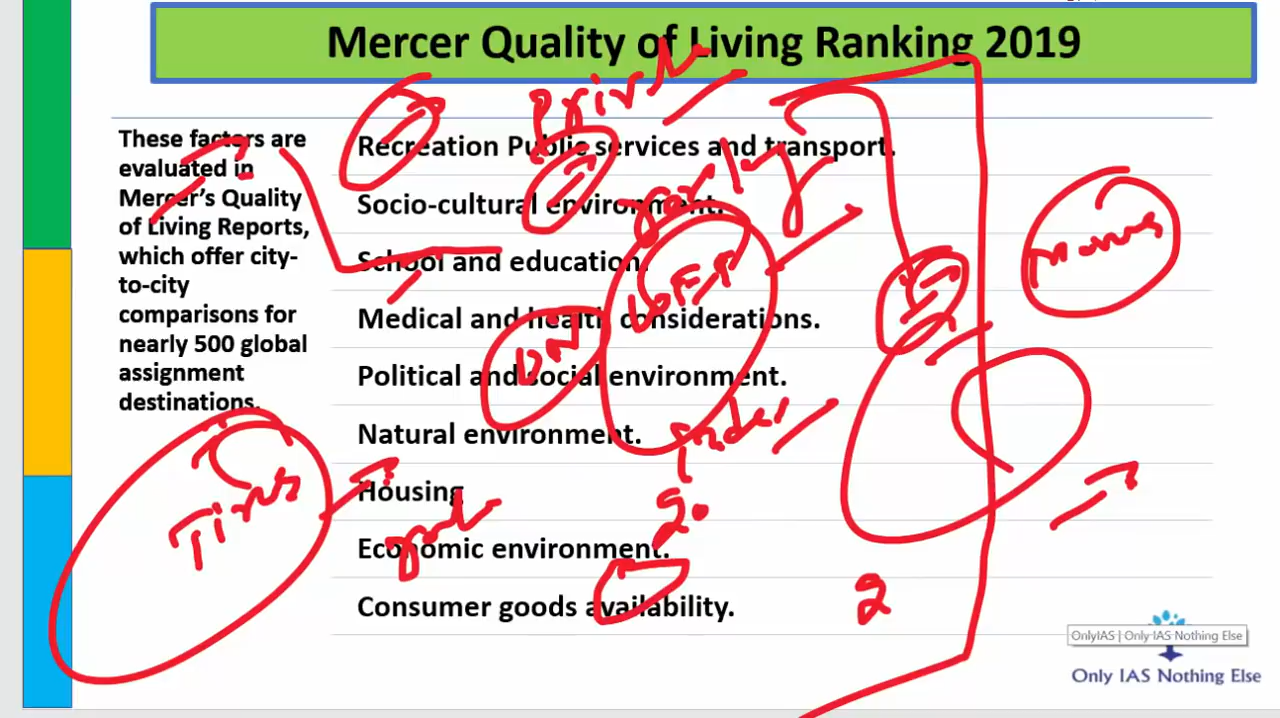 Mercer Quality of Living Ranking 2019
These factors are
evaluated in
Mercer's Quality
of Living Reports,
which offer city-
to-city
comparisons for
nearly 500 global
assignment
destinations.
Recreation Public services and transport.
Socio-cultural environment.
School and education.
Medical and health considerations.
Political and social environment.
Natural environment.
Housing
Economic environment.
Consumer goods availability.
Times
2
OnlyIAS | Only IAS Nothing Else
Only IAS Nothing Else